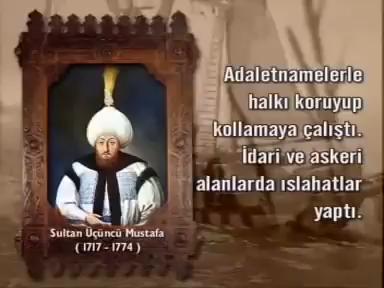 Adaletnamelerle
halkı koruyup
kollamaya çalıştı.
İdari ve askeri
alanlarda ıslahatlar
yaptı.
Sultan Üçüncü Mustafa
( 1717 - 1774 )